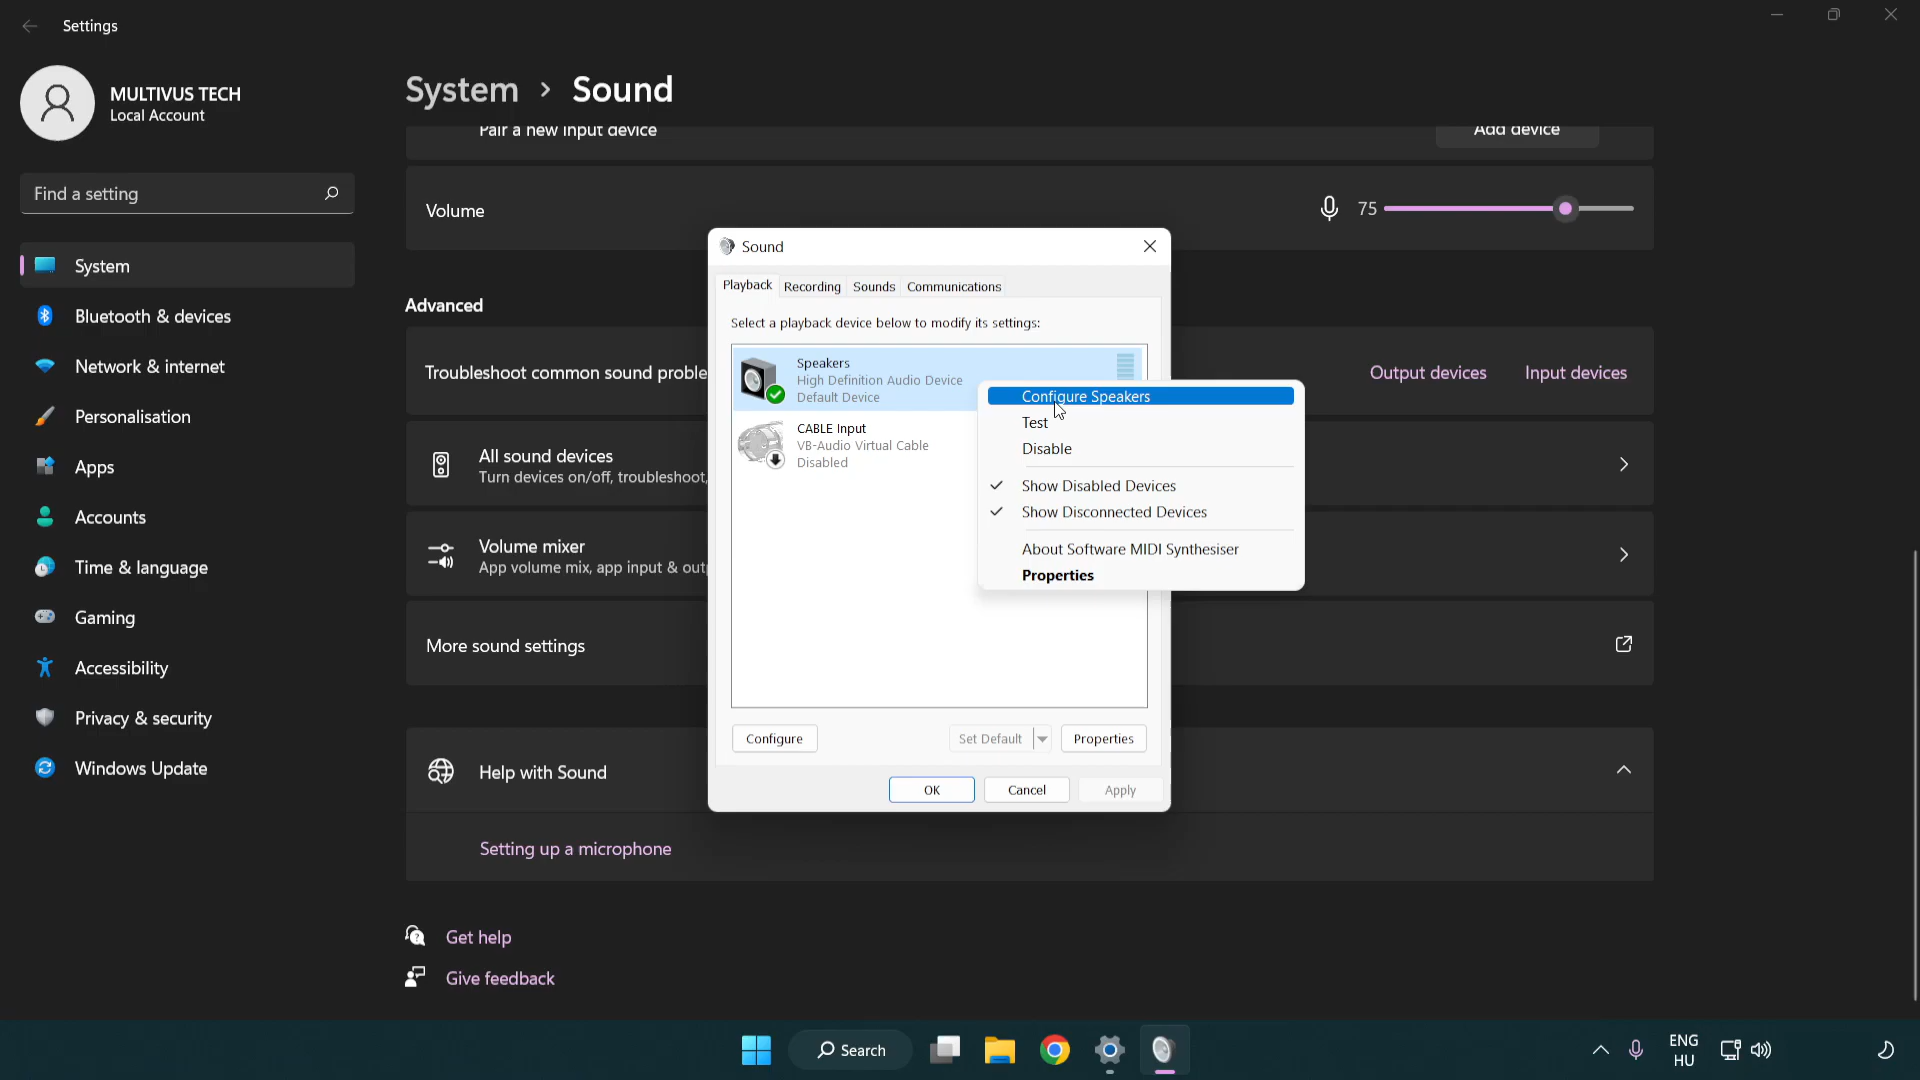 Settings
MULTIVUS TECH
Local Account
Find a setting
System
Bluetooth & devices
Network & internet
Personalisation
Apps
Accounts
Time & language
Gaming
Accessibility
Privacy & security
Windows Update
System › Sound
Pair a new input device
Add device
Volume
75
Advanced
Troubleshoot common sound proble
Output devices
Input devices
All sound devices
Turn devices on/off, troubleshoot,
Volume mixer
App volume mix, app input & outp
More sound settings
Help with Sound
Setting up a microphone
Get help
Give feedback
Sound
Playback
Recording
Sounds
Communications
Select a playback device below to modify its settings:
Speakers
High Definition Audio Device
Default Device
CABLE Input
VB-Audio Virtual Cable
Disabled
Configure Speakers
Test
Disable
Show Disabled Devices
Show Disconnected Devices
About Software MIDI Synthesiser
Properties
Configure
Set Default
Properties
OK
Cancel
Apply
Search
ENG
HU